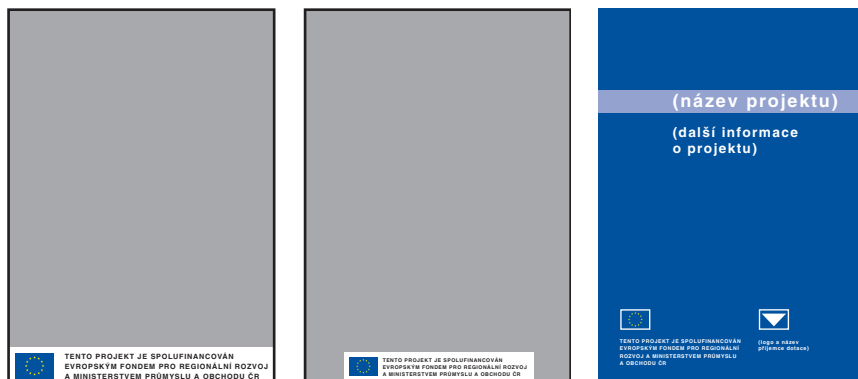 TENTO PROJEKT JE SPOLUFINANCOVÁN
EVROPSKÝM FONDEM PRO REGIONÁLNÍ ROZVOJ
A MINISTERSTVEM PRŮMYSLU A OBCHODU ČR
TENTO PROJEKT JE SPOLUFINANCOVÁN
EVROPSKÝM FONDEM PRO REGIONÁLNÍ ROZVOJ
A MINISTERSTVEM PRŮMYSLU A OBCHODU ČR
(název projektu)
(další informace
o projektu)
TENTO PROJEKT JE SPOLUFINANCOVÁN
EVROPSKÝM FONDEM PRO REGIONÁLNÍ
ROZVOJ A MINISTERSTVEM PRŮMYSLU
A OBCHODU ČR
(logo a název
příjemce dotace)